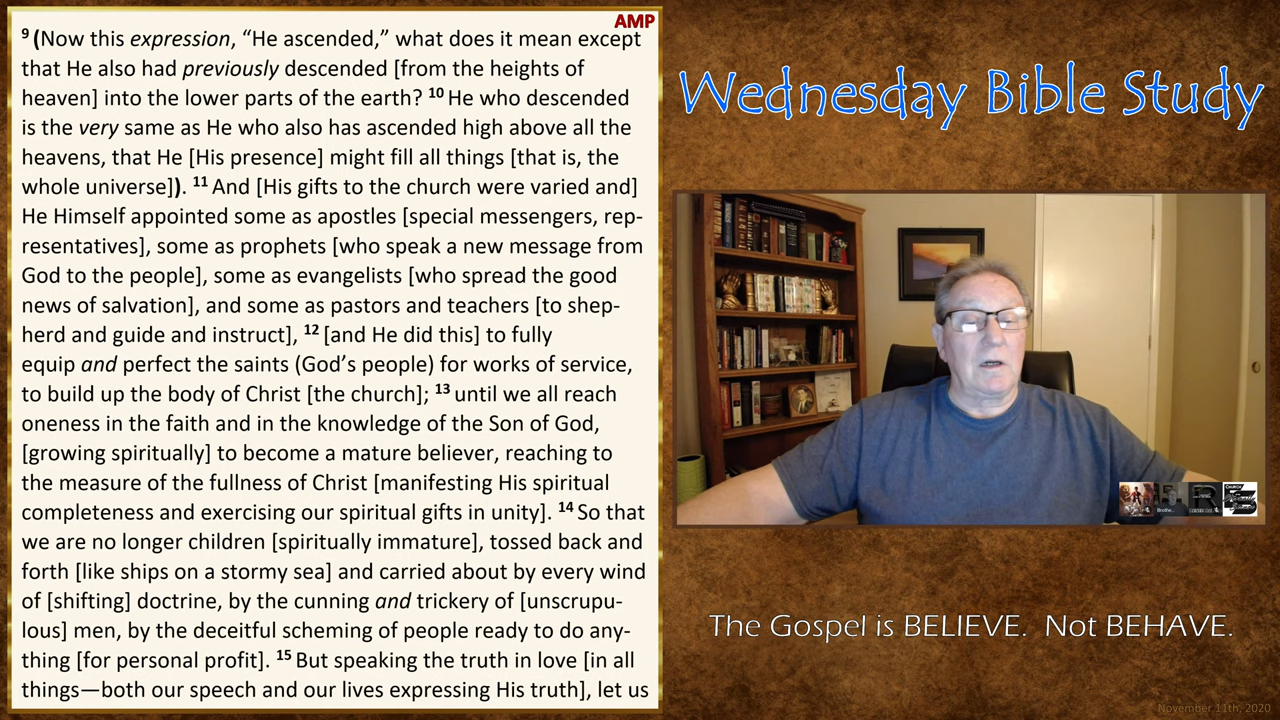 AMP
9 (Now this expression, “He ascended,” what does it mean except
that He also had previously descended [from the heights of
heaven] into the lower parts of the earth? 10 He who descended
is the very same as He who also has ascended high above all the
heavens, that He [His presence] might fill all things [that is, the
whole universe]). 11 And [His gifts to the church were varied and]
He Himself appointed some as apostles [special messengers, rep-
resentatives], some as prophets [who speak a new message from
God to the people], some as evangelists [who spread the good
news of salvation], and some as pastors and teachers [to shep-
herd and guide and instruct], 12 [and He did this] to fully
equip and perfect the saints (God’s people) for works of service,
to build up the body of Christ [the church]; 13 until we all reach
oneness in the faith and in the knowledge of the Son of God,
[growing spiritually] to become a mature believer, reaching to
the measure of the fullness of Christ [manifesting His spiritual
completeness and exercising our spiritual gifts in unity]. 14 So that
we are no longer children [spiritually immature], tossed back and
forth [like ships on a stormy sea] and carried about by every wind
of [shifting] doctrine, by the cunning and trickery of [unscrupu-
lous] men, by the deceitful scheming of people ready to do any-
thing [for personal profit]. 15 But speaking the truth in love [in all
things—both our speech and our lives expressing His truth], let us
Wednesday Bible Study
Brothe...
CHURCH
The Gospel is BELIEVE. Not BEHAVE.
November 11th, 2020